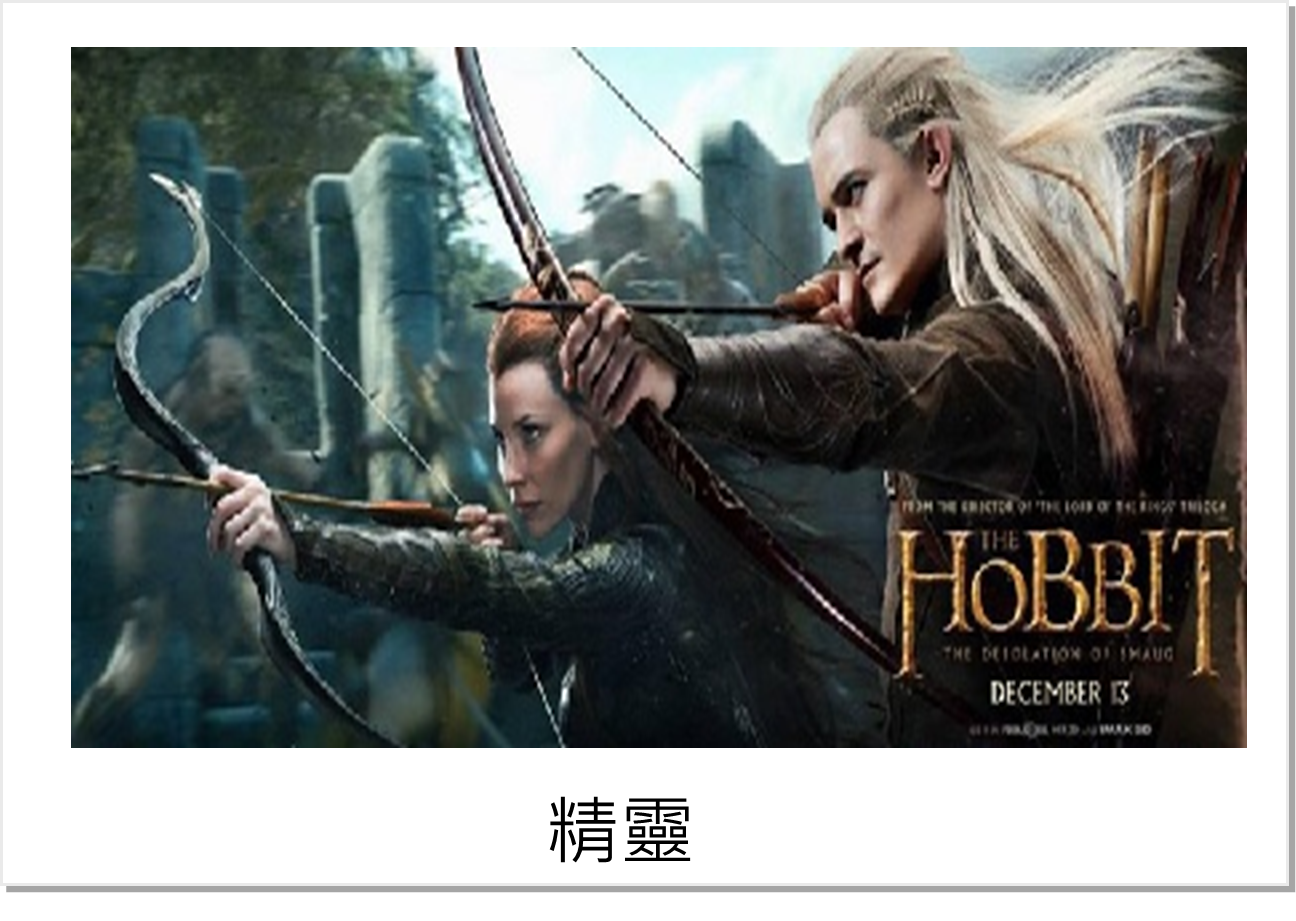 FROM THE DIRECTOR OF "THE LORD OF THE RINGS" TRILOGY
THE
HOBBIT
THE DESOLATION OF SMAUG
DECEMBER 13
精靈